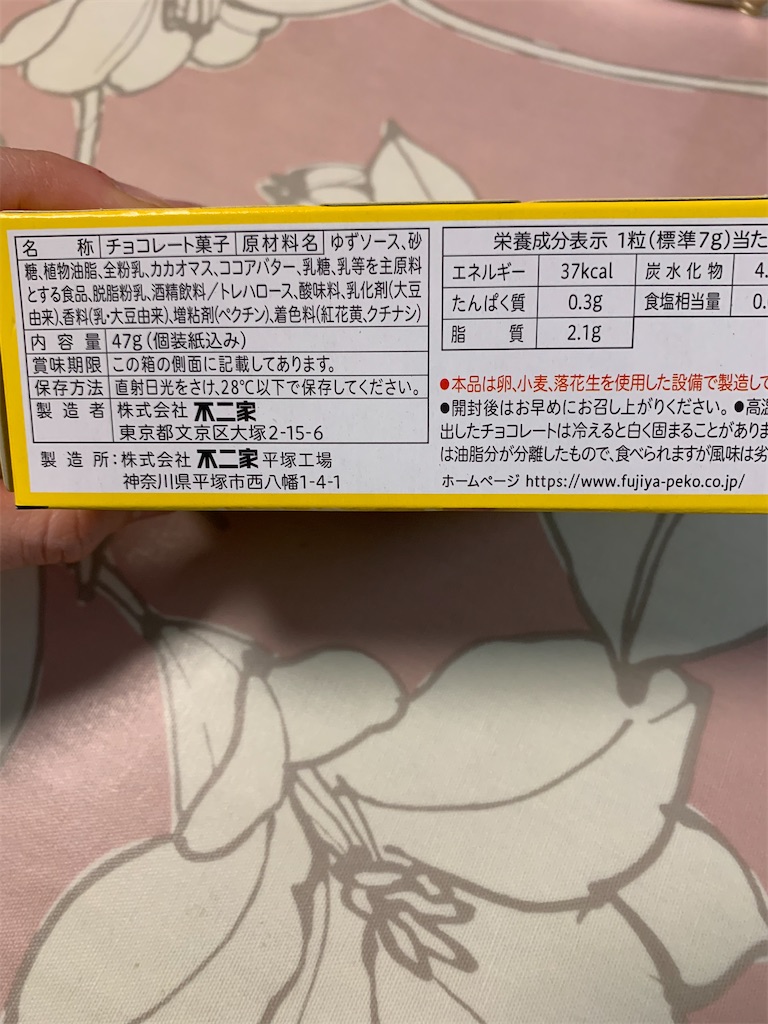 名 称 チョコレート菓子 原材料名 ゆずソース、砂
糖、植物油脂、全粉乳、カカオマス、ココアバター、乳糖、乳等を主原料
とする食品、脱脂粉乳、酒精飲料／トレハロース、酸味料、乳化剤(大豆
由来)、香料(乳・大豆由来)、増粘剤(ペクチン)、着色料(紅花黄、クチナシ)
内 容 量 47g(個装紙込み)
賞味期限 この箱の側面に記載してあります。
保存方法 直射日光をさけ、28℃以下で保存してください。
製 造 者 株式会社 不二家
東京都文京区大塚2-15-6
製 造 所:株式会社 不二家 平塚工場
神奈川県平塚市西八幡1-4-1
栄養成分表示 1粒(標準7g)当た
エネルギー 37kcal 炭水化物 4.
たんぱく質 0.3g 食塩相当量 0.
脂 質 2.1g
●本品は卵、小麦、落花生を使用した設備で製造して
●開封後はお早めにお召し上がりください。●高温
出したチョコレートは冷えると白く固まることがありま
は油脂分が分離したもので、食べられますが風味は劣
ホームページ https://www.fujiya-peko.co.jp/